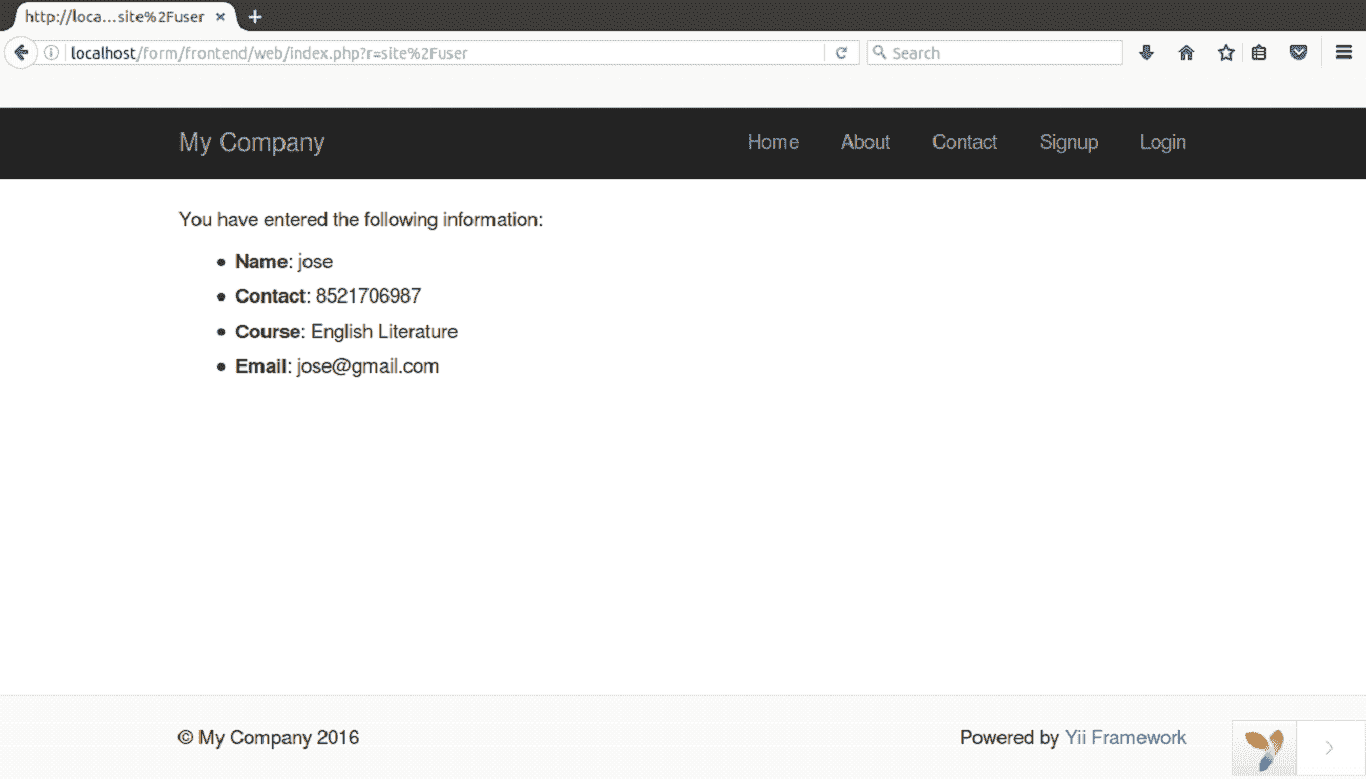 http://loca...site%2Fuser
localhost/form/frontend/web/index.php?r=site%2Fuser
Search
My Company
Home About Contact Signup Login
You have entered the following information:
• Name: jose
• Contact: 8521706987
• Course: English Literature
• Email: jose@gmail.com
© My Company 2016
Powered by Yii Framework